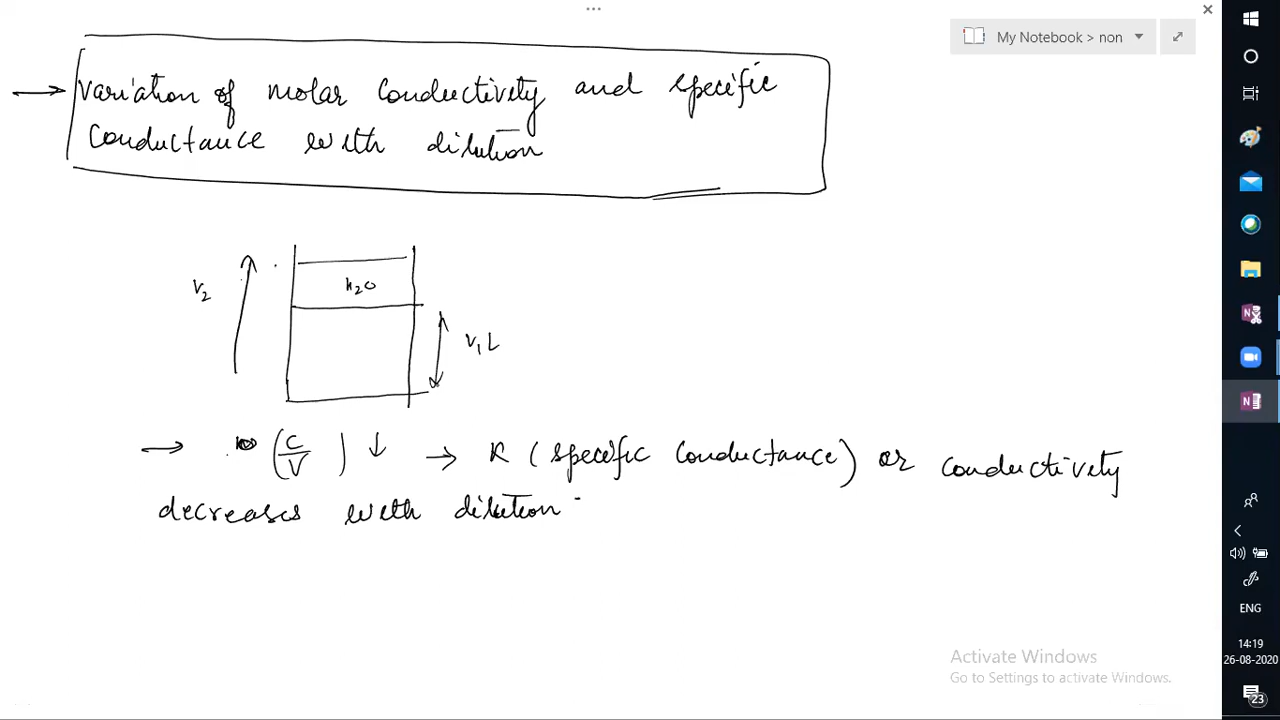 My Notebook > non
variation of molar conductivity and specific
conductance with dilution
H2O
V2
V1 L
(C/V) ↓ → K (specific conductance) or conductivity
decreases with dilution
Activate Windows
Go to Settings to activate Windows.
ENG
14:19
26-08-2020
23